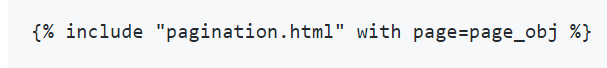 {% include "pagination.html" with page=page_obj %}